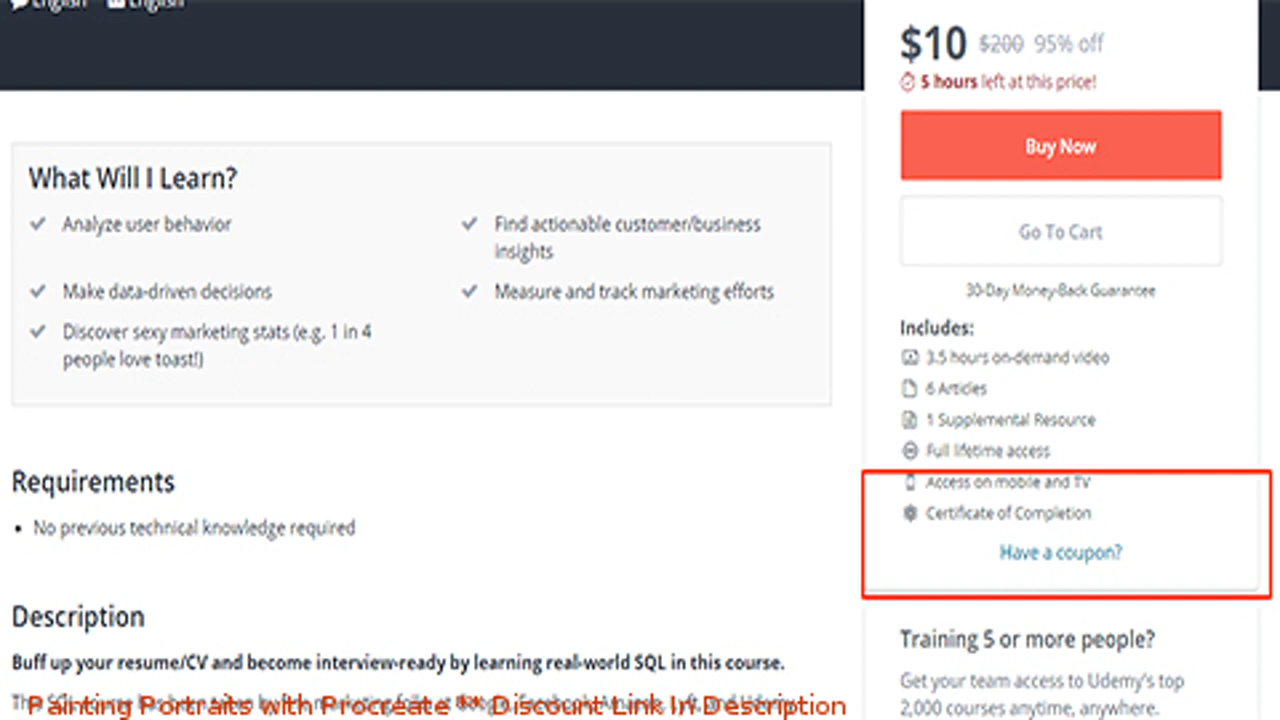 English English
What Will I Learn?
Analyze user behavior
Find actionable customer/business
insights
Make data-driven decisions
Measure and track marketing efforts
Discover sexy marketing stats (e.g. 1 in 4
people love toast!)
Requirements
• No previous technical knowledge required
Description
Buff up your resume/CV and become interview-ready by learning real-world SQL in this course.
Painting Portraits with Procreate ** Discount Link In Description
$10 $200 95% off
5 hours left at this price!
Buy Now
Go To Cart
30-Day Money-Back Guarantee
Includes:
3.5 hours on-demand video
6 Articles
1 Supplemental Resource
Full lifetime access
Access on mobile and TV
Certificate of Completion
Have a coupon?
Training 5 or more people?
Get your team access to Udemy's top
2,000 courses anytime, anywhere.